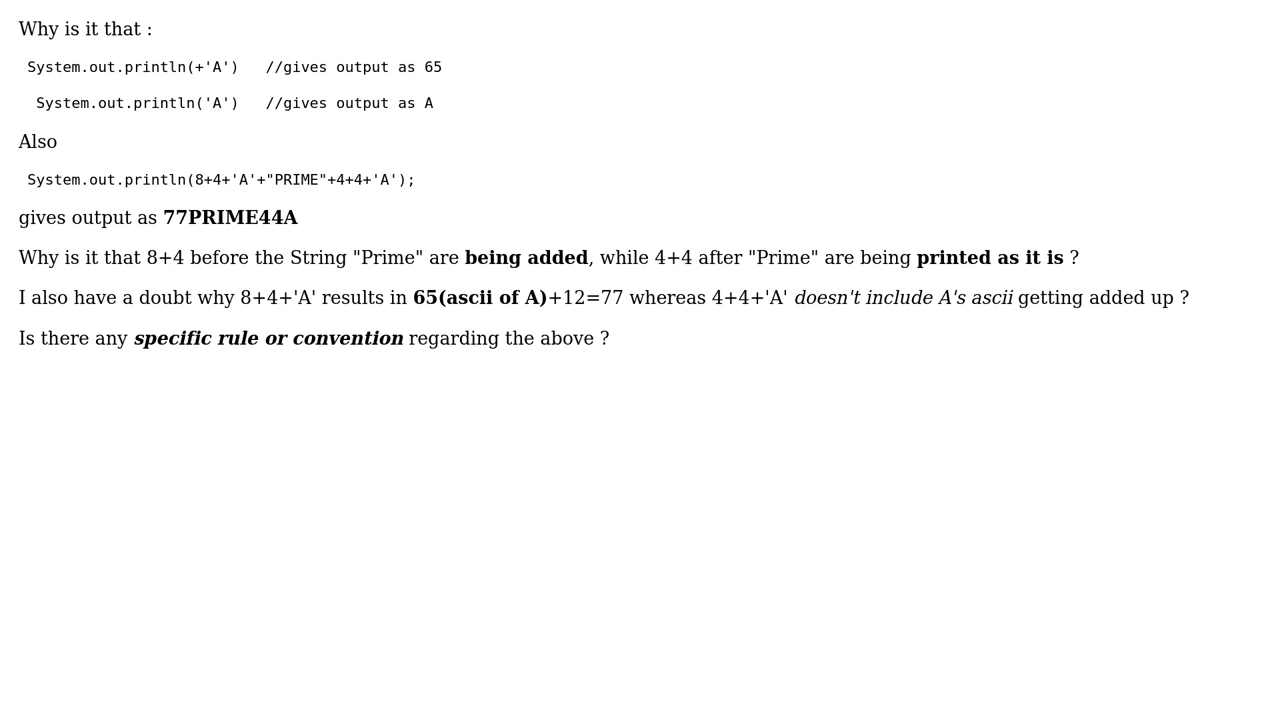 Why is it that :
System.out.println(+'A')   //gives output as 65
System.out.println('A')   //gives output as A
Also
System.out.println(8+4+'A'+"PRIME"+4+4+'A');
gives output as 77PRIME44A
Why is it that 8+4 before the String "Prime" are being added, while 4+4 after "Prime" are being printed as it is ?
I also have a doubt why 8+4+'A' results in 65(ascii of A)+12=77 whereas 4+4+'A' doesn't include A's ascii getting added up ?
Is there any specific rule or convention regarding the above ?